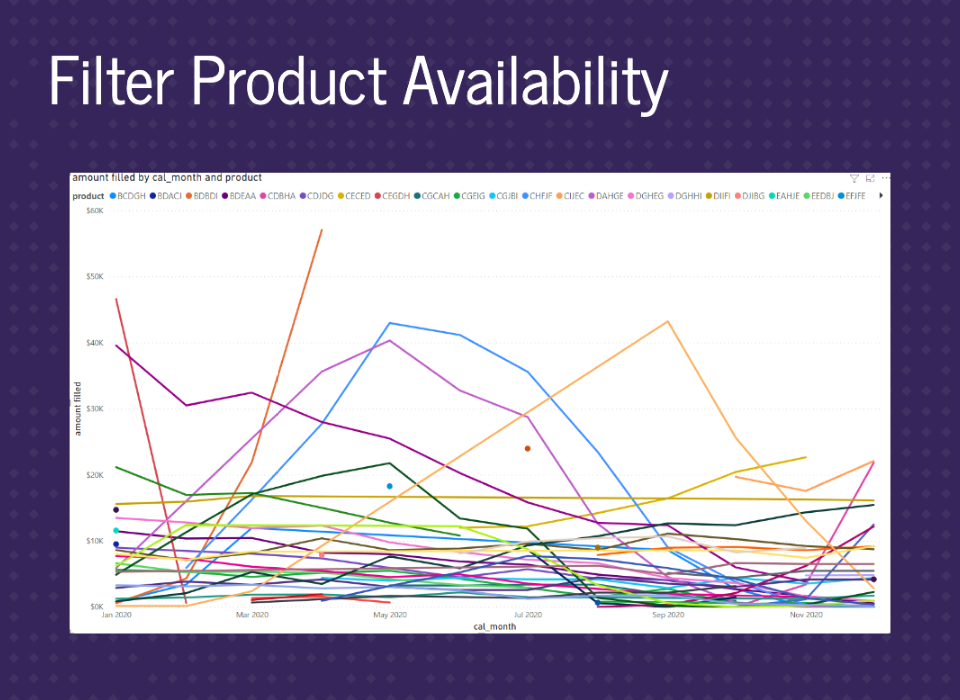 Filter Product Availability
amount filled by cal_month and product
product BCDGH BDACJ BDBDI BDEAA CDBHA CDJDG CECED CEGDH CGCAH CGEIG CGJBI CHFJF CIJEC DAHGE DGHEG DGHHI DIIFI DJIBG EAHJE EEDBJ EFJFE
$60K
$50K
$40K
$30K
$20K
$10K
$0K
amount filled
Jan 2020 Mar 2020 May 2020 Jul 2020 Sep 2020 Nov 2020
cal_month